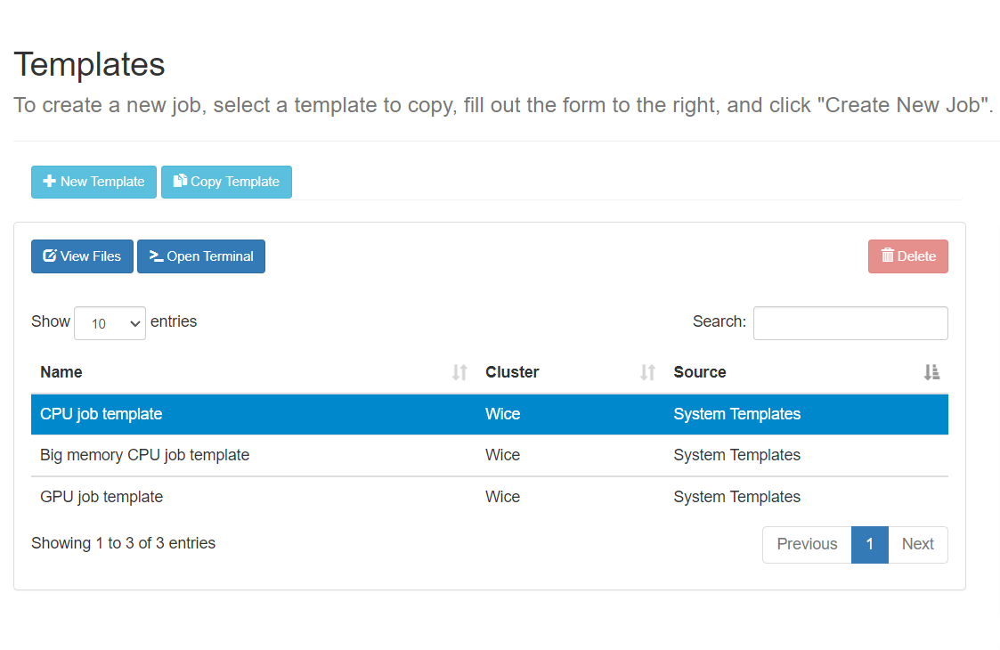 Templates
To create a new job, select a template to copy, fill out the form to the right, and click "Create New Job".
New Template Copy Template
View Files Open Terminal Delete
Show 10 entries Search:
Name Cluster Source
CPU job template Wice System Templates
Big memory CPU job template Wice System Templates
GPU job template Wice System Templates
Showing 1 to 3 of 3 entries Previous 1 Next